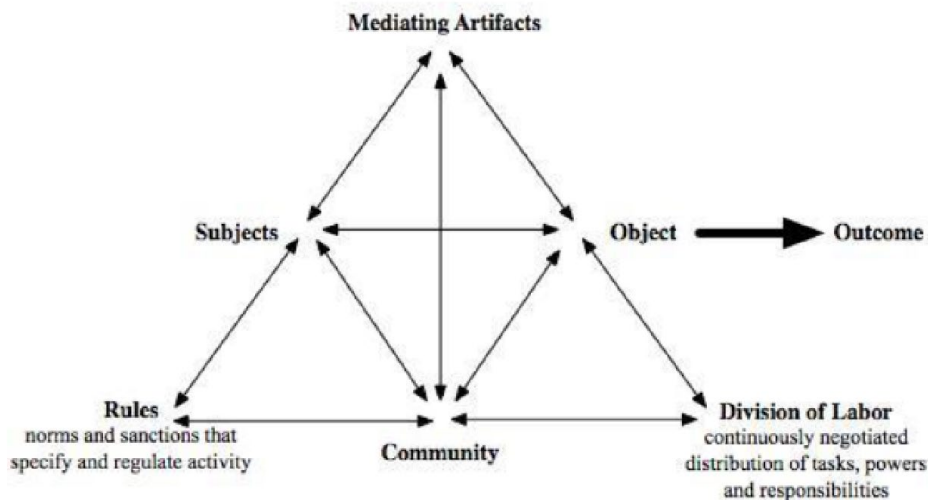 Mediating Artifacts
Subjects
Object
Outcome
Rules
norms and sanctions that
specify and regulate activity
Community
Division of Labor
continuously negotiated
distribution of tasks, powers
and responsibilities